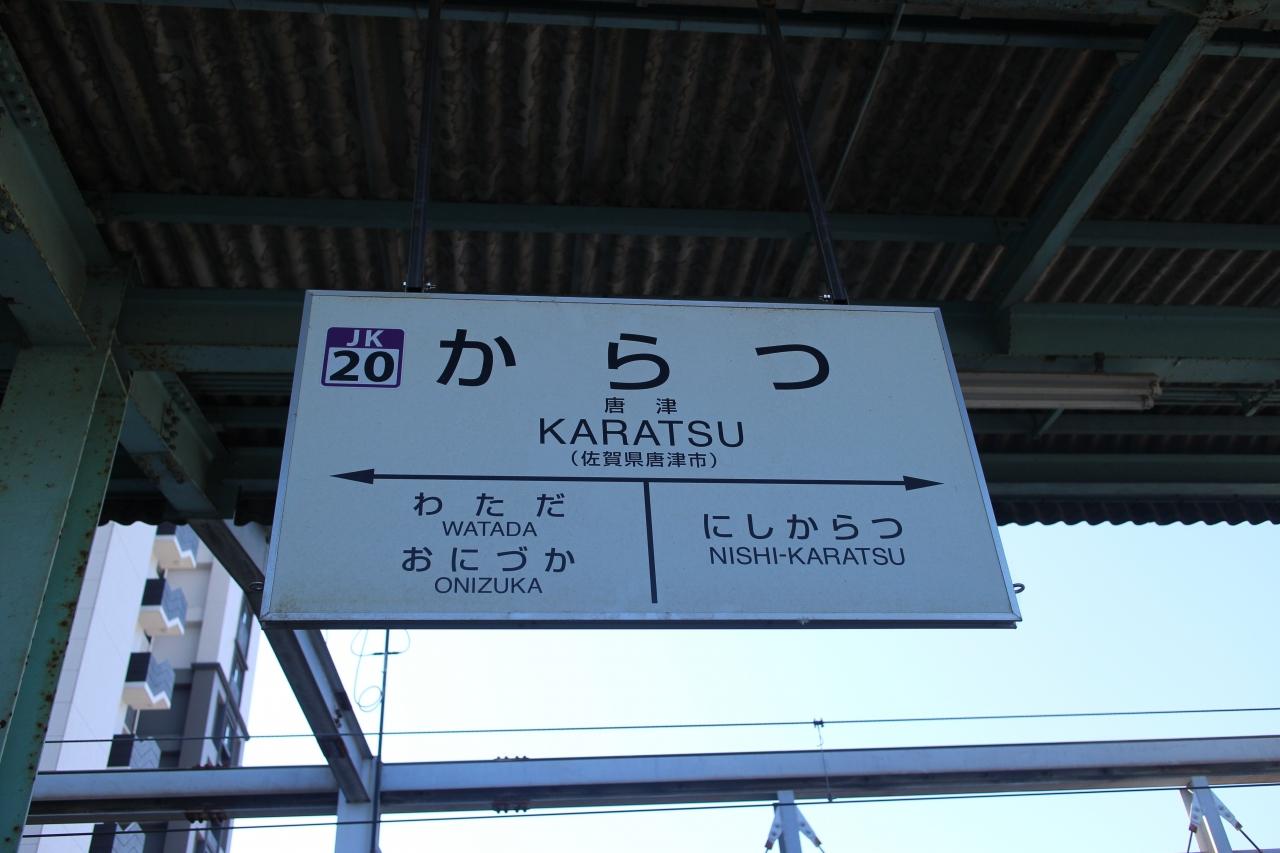 JK
20
からつ
唐津
KARATSU
(佐賀県唐津市)
わただ
WATADA
おにづか
ONIZUKA
にしからつ
NISHI-KARATSU